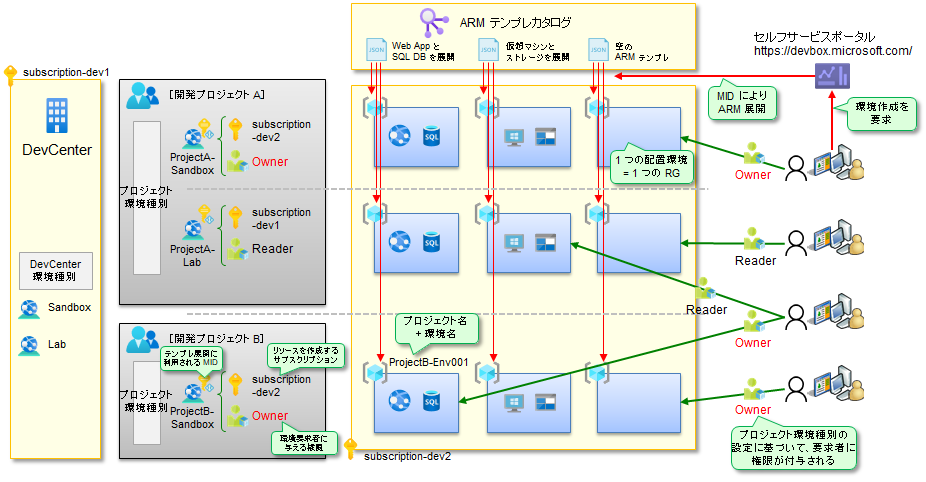 subscription-dev1
DevCenter
DevCenter
環境種別
Sandbox
Lab
[開発プロジェクト A]
プロジェクト
環境種別
ProjectA-
Sandbox
subscription
-dev2
Owner
ProjectA-
Lab
subscription
-dev1
Reader
[開発プロジェクト B]
テンプレ展開に
利用される MID
リソースを作成する
サブスクリプション
プロジェクト
環境種別
ProjectB-
Sandbox
subscription
-dev2
Owner
環境要求者に
与える権限
ARM テンプレカタログ
JSON
Web App と
SQL DB を展開
JSON
仮想マシンと
ストレージを展開
JSON
空の
ARM テンプレ
SQL
1 つの配置環境
= 1 つの RG
SQL
プロジェクト名
+ 環境名
ProjectB-Env001
SQL
subscription-dev2
セルフサービスポータル
https://devbox.microsoft.com/
MID により
ARM 展開
環境作成を
要求
Owner
Reader
Reader
Owner
Owner
プロジェクト環境種別の
設定に基づいて、要求者に
権限が付与される